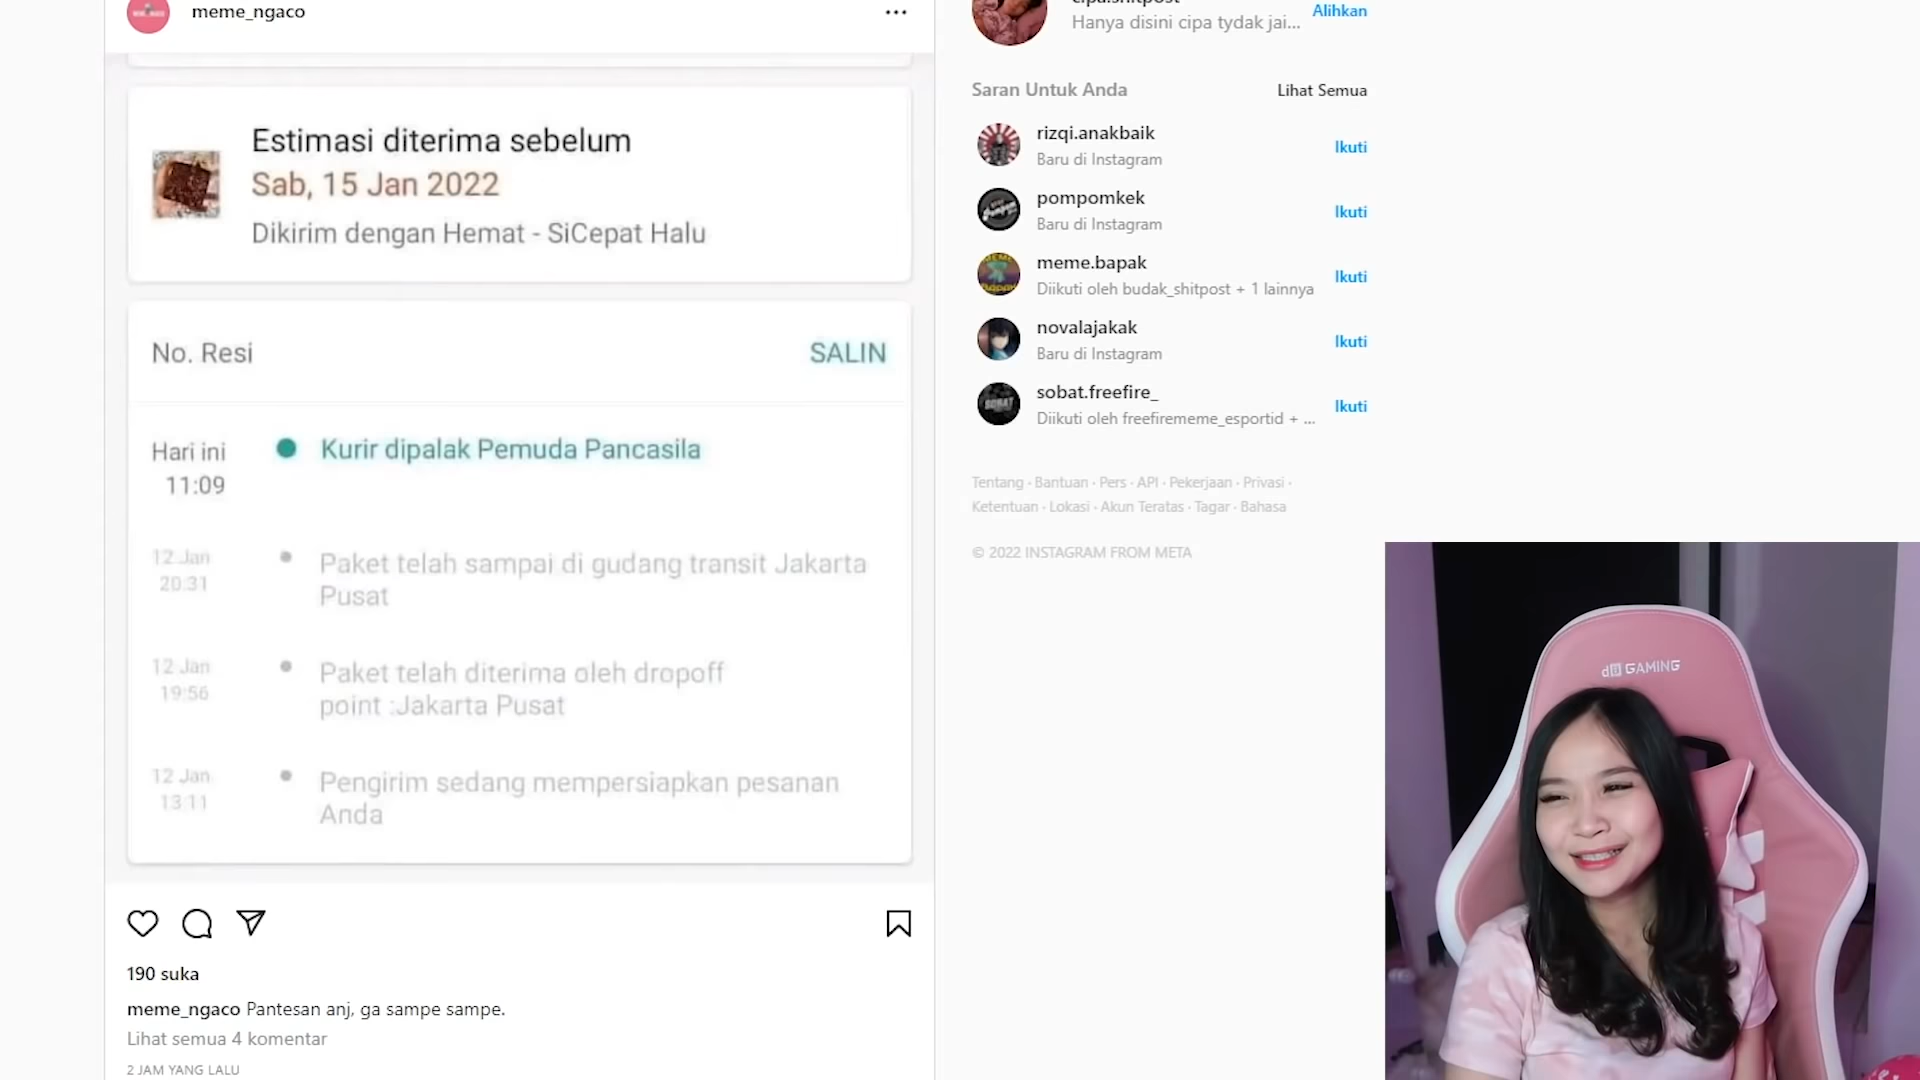 meme_ngaco
Estimasi diterima sebelum
Sab, 15 Jan 2022
Dikirim dengan Hemat - SiCepat Halu
No. Resi
SALIN
Hari ini
11:09
Kurir dipalak Pemuda Pancasila
12 Jan
20:31
Paket telah sampai di gudang transit Jakarta
Pusat
12 Jan
19:56
Paket telah diterima oleh dropoff
point :Jakarta Pusat
12 Jan
13:11
Pengirim sedang mempersiapkan pesanan
Anda
190 suka
meme_ngaco Pantesan anj, ga sampe sampe.
Lihat semua 4 komentar
2 JAM YANG LALU
cipa.shitpost
Hanya disini cipa tydak jai...
Alihkan
Saran Untuk Anda
Lihat Semua
rizqi.anakbaik
Baru di Instagram
Ikuti
pompomkek
Baru di Instagram
Ikuti
meme.bapak
Diikuti oleh budak_shitpost + 1 lainnya
Ikuti
novalajakak
Baru di Instagram
Ikuti
sobat.freefire_
Diikuti oleh freefirememe_esportid + ...
Ikuti
Tentang · Bantuan · Pers · API · Pekerjaan · Privasi ·
Ketentuan · Lokasi · Akun Teratas · Tagar · Bahasa
© 2022 INSTAGRAM FROM META
GAMING